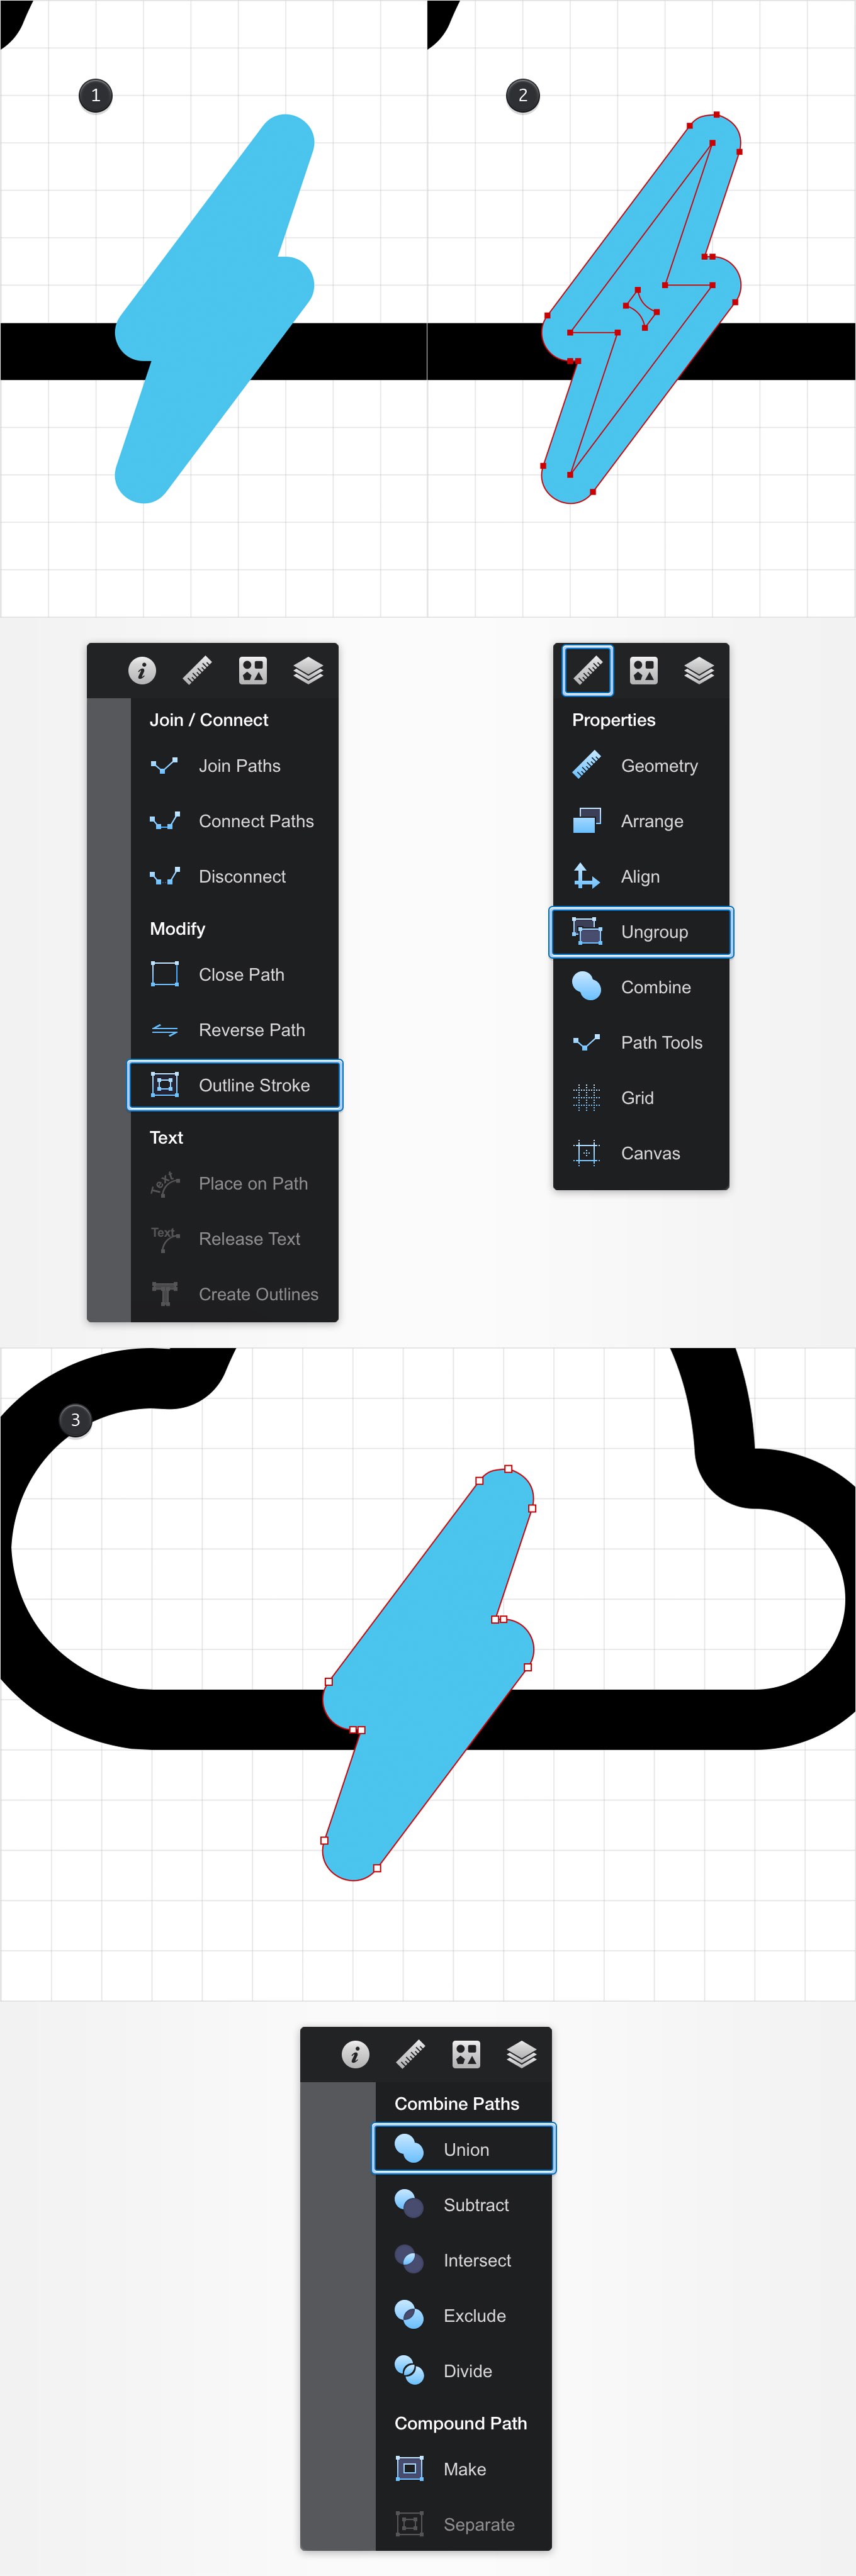 1
2
Join / Connect
Join Paths
Connect Paths
Disconnect
Modify
Close Path
Reverse Path
Outline Stroke
Text
Text
Place on Path
Text
Release Text
Create Outlines
Properties
Geometry
Arrange
Align
Ungroup
Combine
Path Tools
Grid
Canvas
3
Combine Paths
Union
Subtract
Intersect
Exclude
Divide
Compound Path
Make
Separate